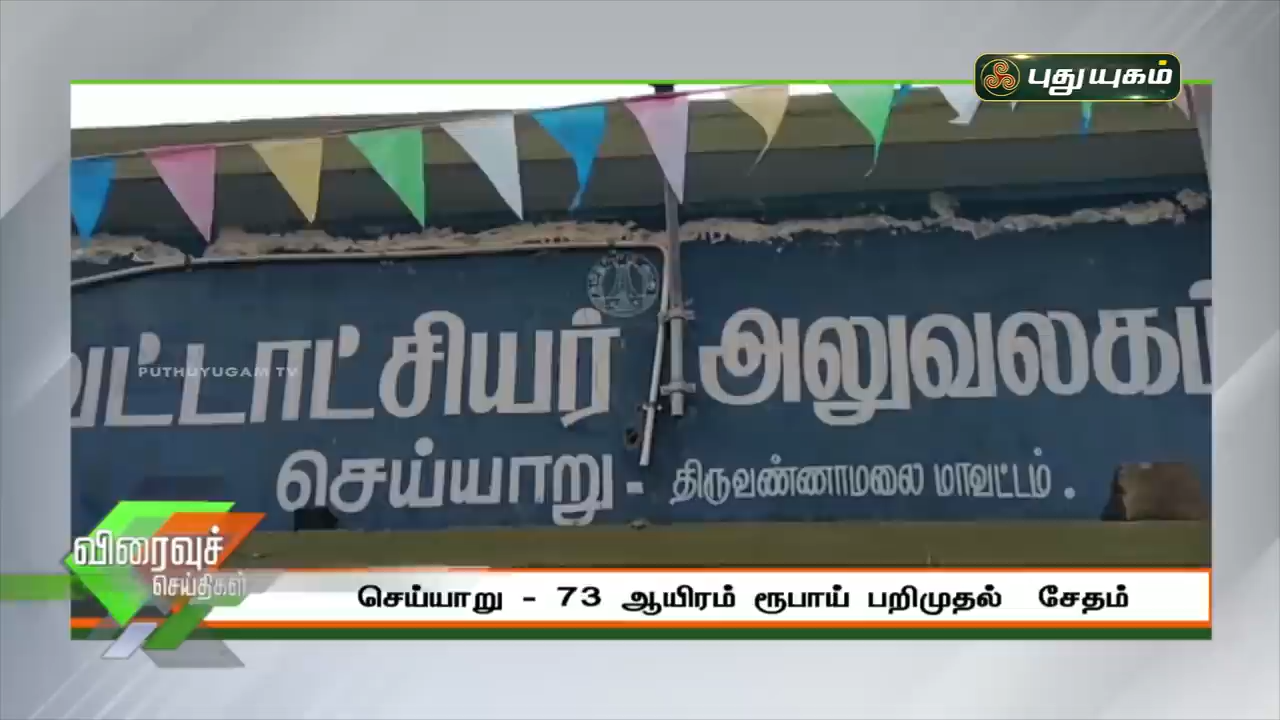 புதுயுகம்
வட்டாட்சியர் அலுவலகம்
PUTHUYUGAM TV
செய்யாறு - திருவண்ணாமலை மாவட்டம்.
விரைவுச்
செய்திகள்
செய்யாறு - 73 ஆயிரம் ரூபாய் பறிமுதல் சேதம்